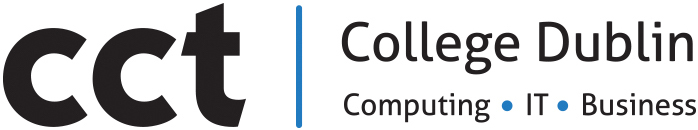 cct
College Dublin
Computing • IT • Business